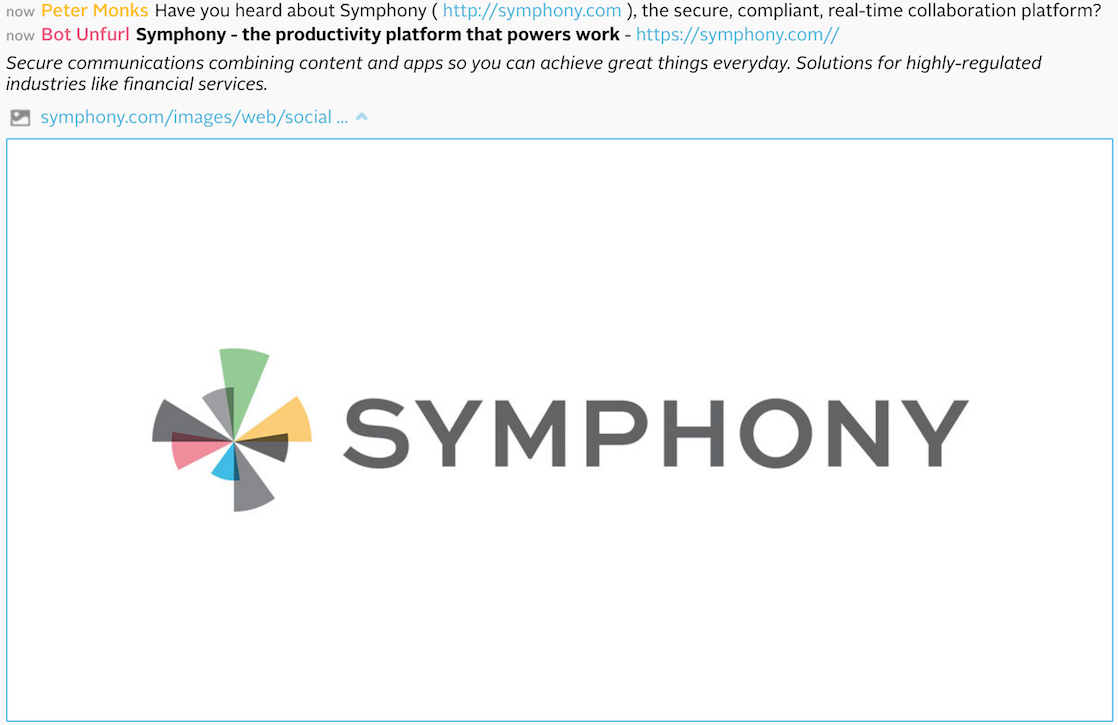 now Peter Monks Have you heard about Symphony ( http://symphony.com ), the secure, compliant, real-time collaboration platform?
now Bot Unfurl Symphony - the productivity platform that powers work - https://symphony.com//
Secure communications combining content and apps so you can achieve great things everyday. Solutions for highly-regulated
industries like financial services.
symphony.com/images/web/social ...
SYMPHONY